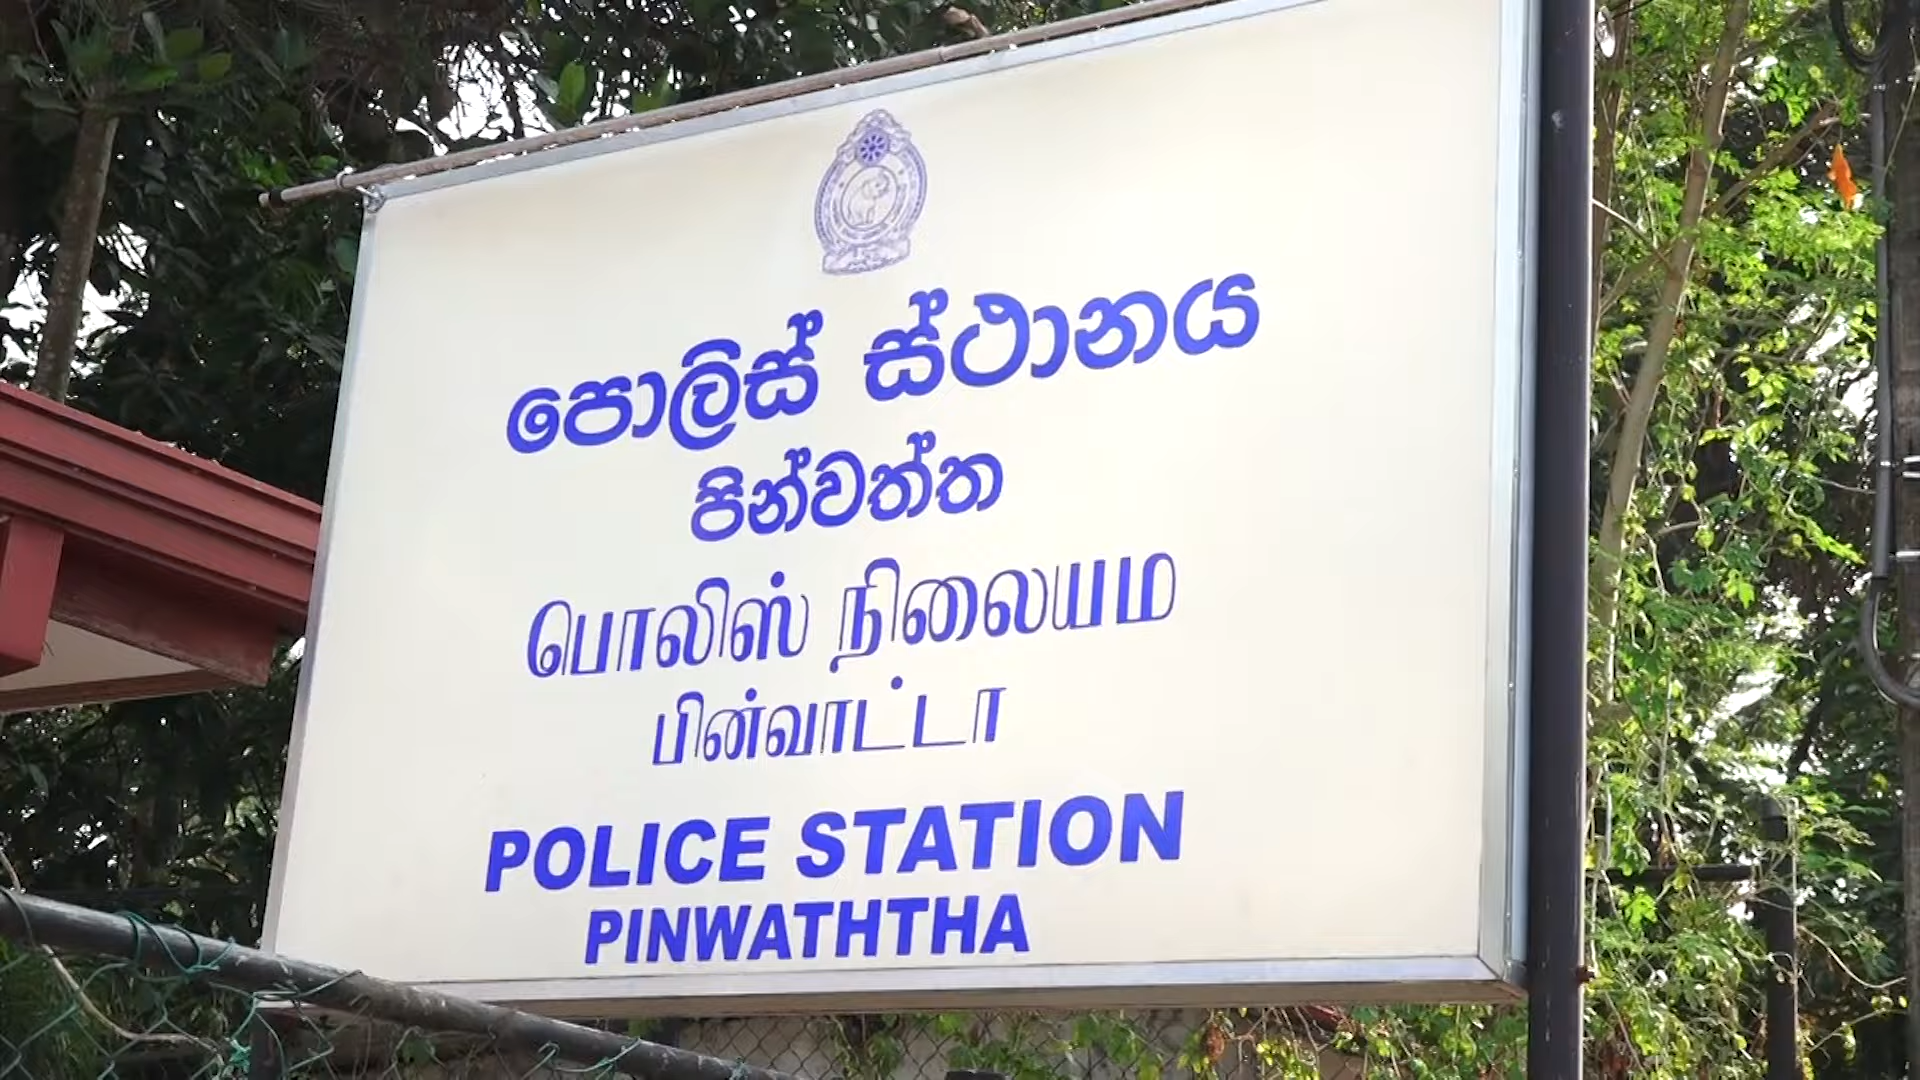 පොලිස් ස්ථානය
පින්වත්ත
பொலிஸ் நிலையம
பின்வாட்டா
POLICE STATION
PINWATHTHA